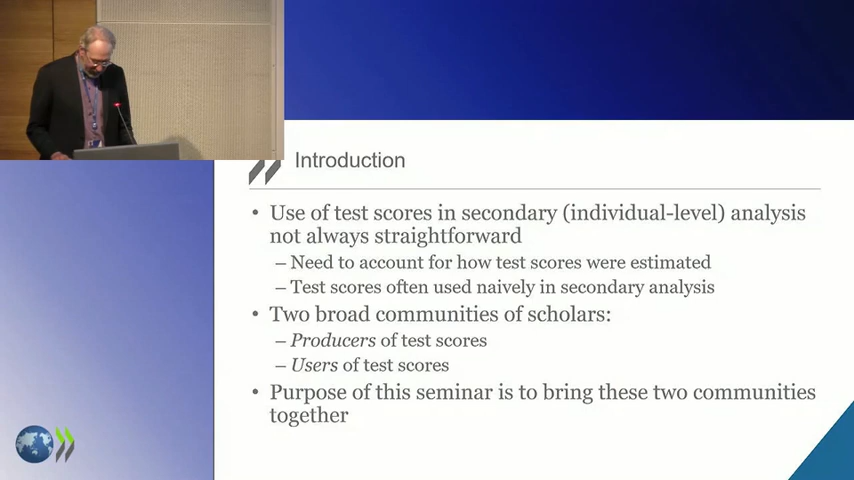 Introduction
• Use of test scores in secondary (individual-level) analysis
not always straightforward
– Need to account for how test scores were estimated
– Test scores often used naively in secondary analysis
• Two broad communities of scholars:
– Producers of test scores
– Users of test scores
• Purpose of this seminar is to bring these two communities
together